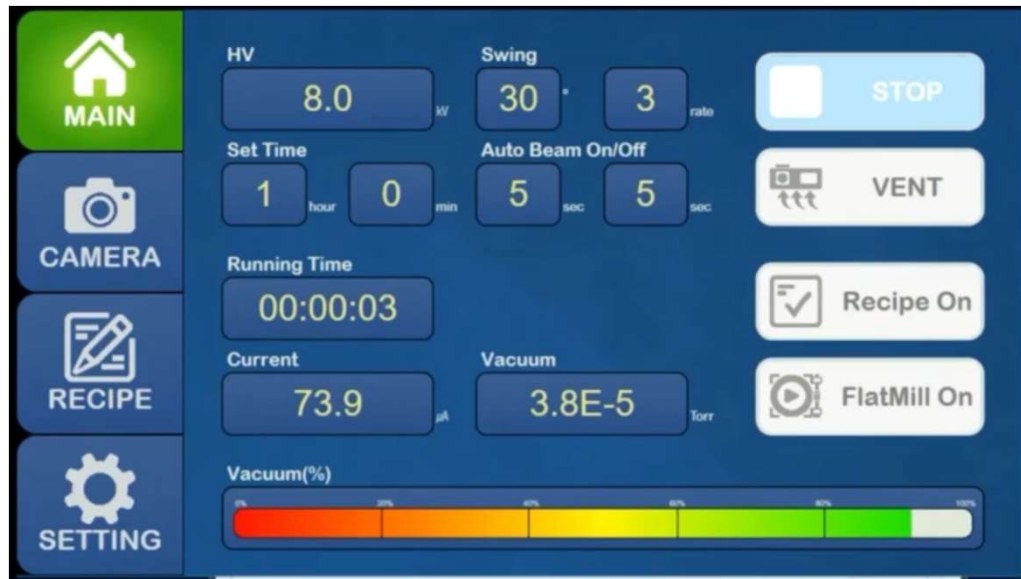 MAIN
CAMERA
RECIPE
SETTING
HV
8.0 kV
Swing
30 ° 3 rate
Set Time
1 hour 0 min
Auto Beam On/Off
5 sec 5 sec
Running Time
00:00:03
Current
73.9 µA
Vacuum
3.8E-5 Torr
Vacuum(%)
0% 20% 40% 60% 80% 100%
STOP
VENT
Recipe On
FlatMill On